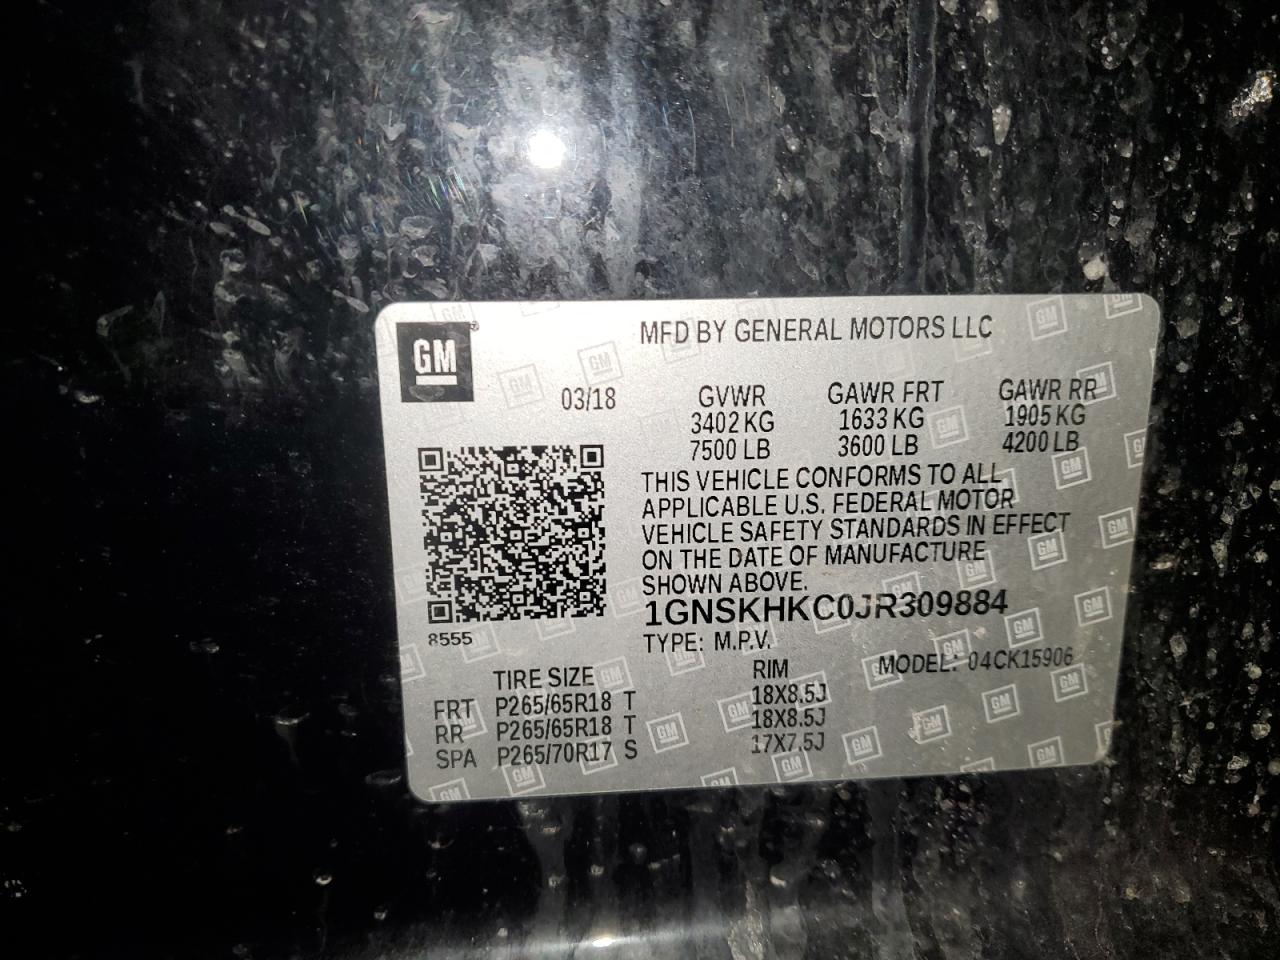 GM
MFD BY GENERAL MOTORS LLC
03/18
GVWR GAWR FRT GAWR RR
3402 KG 1633 KG 1905 KG
7500 LB 3600 LB 4200 LB
THIS VEHICLE CONFORMS TO ALL
APPLICABLE U.S. FEDERAL MOTOR
VEHICLE SAFETY STANDARDS IN EFFECT
ON THE DATE OF MANUFACTURE
SHOWN ABOVE.
1GNSKHKC0JR309884
8555
TYPE: M.P.V.
MODEL: 04CK15906
TIRE SIZE RIM
FRT P265/65R18 T 18X8.5J
RR P265/65R18 T 18X8.5J
SPA P265/70R17 S 17X7.5J